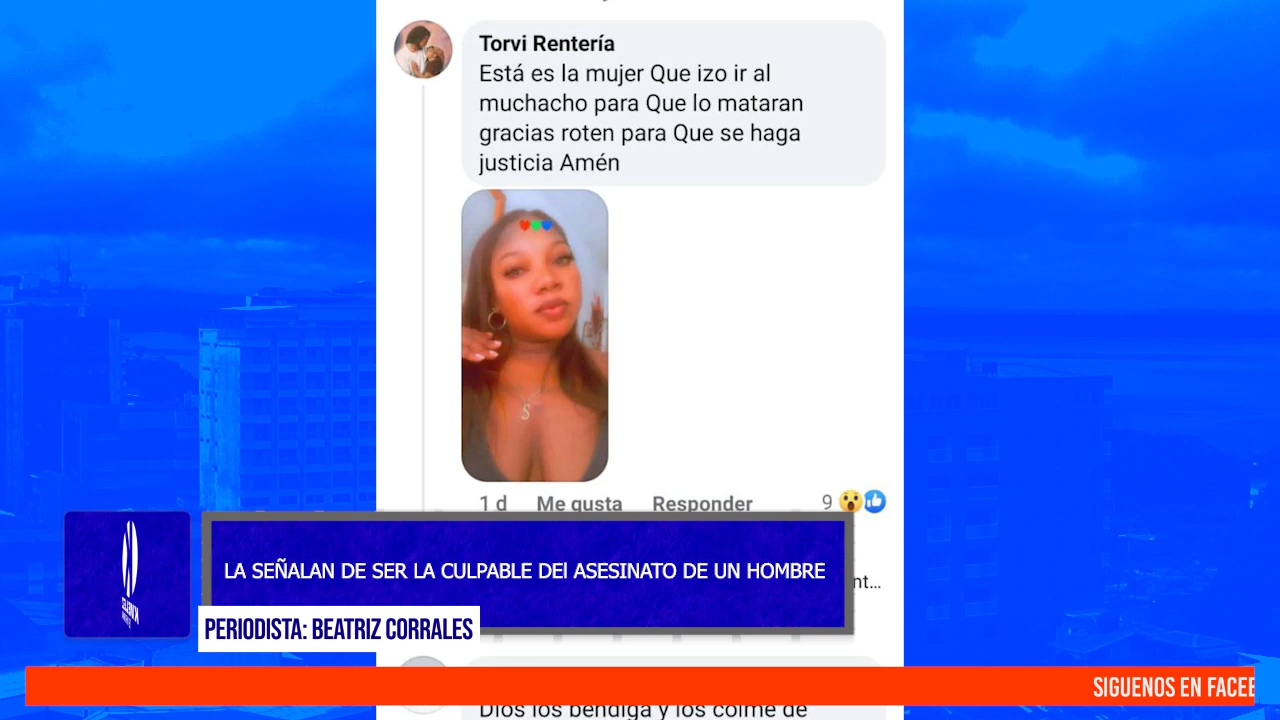 Torvi Rentería
Está es la mujer Que izo ir al
muchacho para Que lo mataran
gracias roten para Que se haga
justicia Amén
S
1 d Me gusta Responder 9
LA SEÑALAN DE SER LA CULPABLE DEl ASESINATO DE UN HOMBRE
nt...
PERIODISTA: BEATRIZ CORRALES
SIGUENOS EN FACEB
Dios los bendiga y los colme de